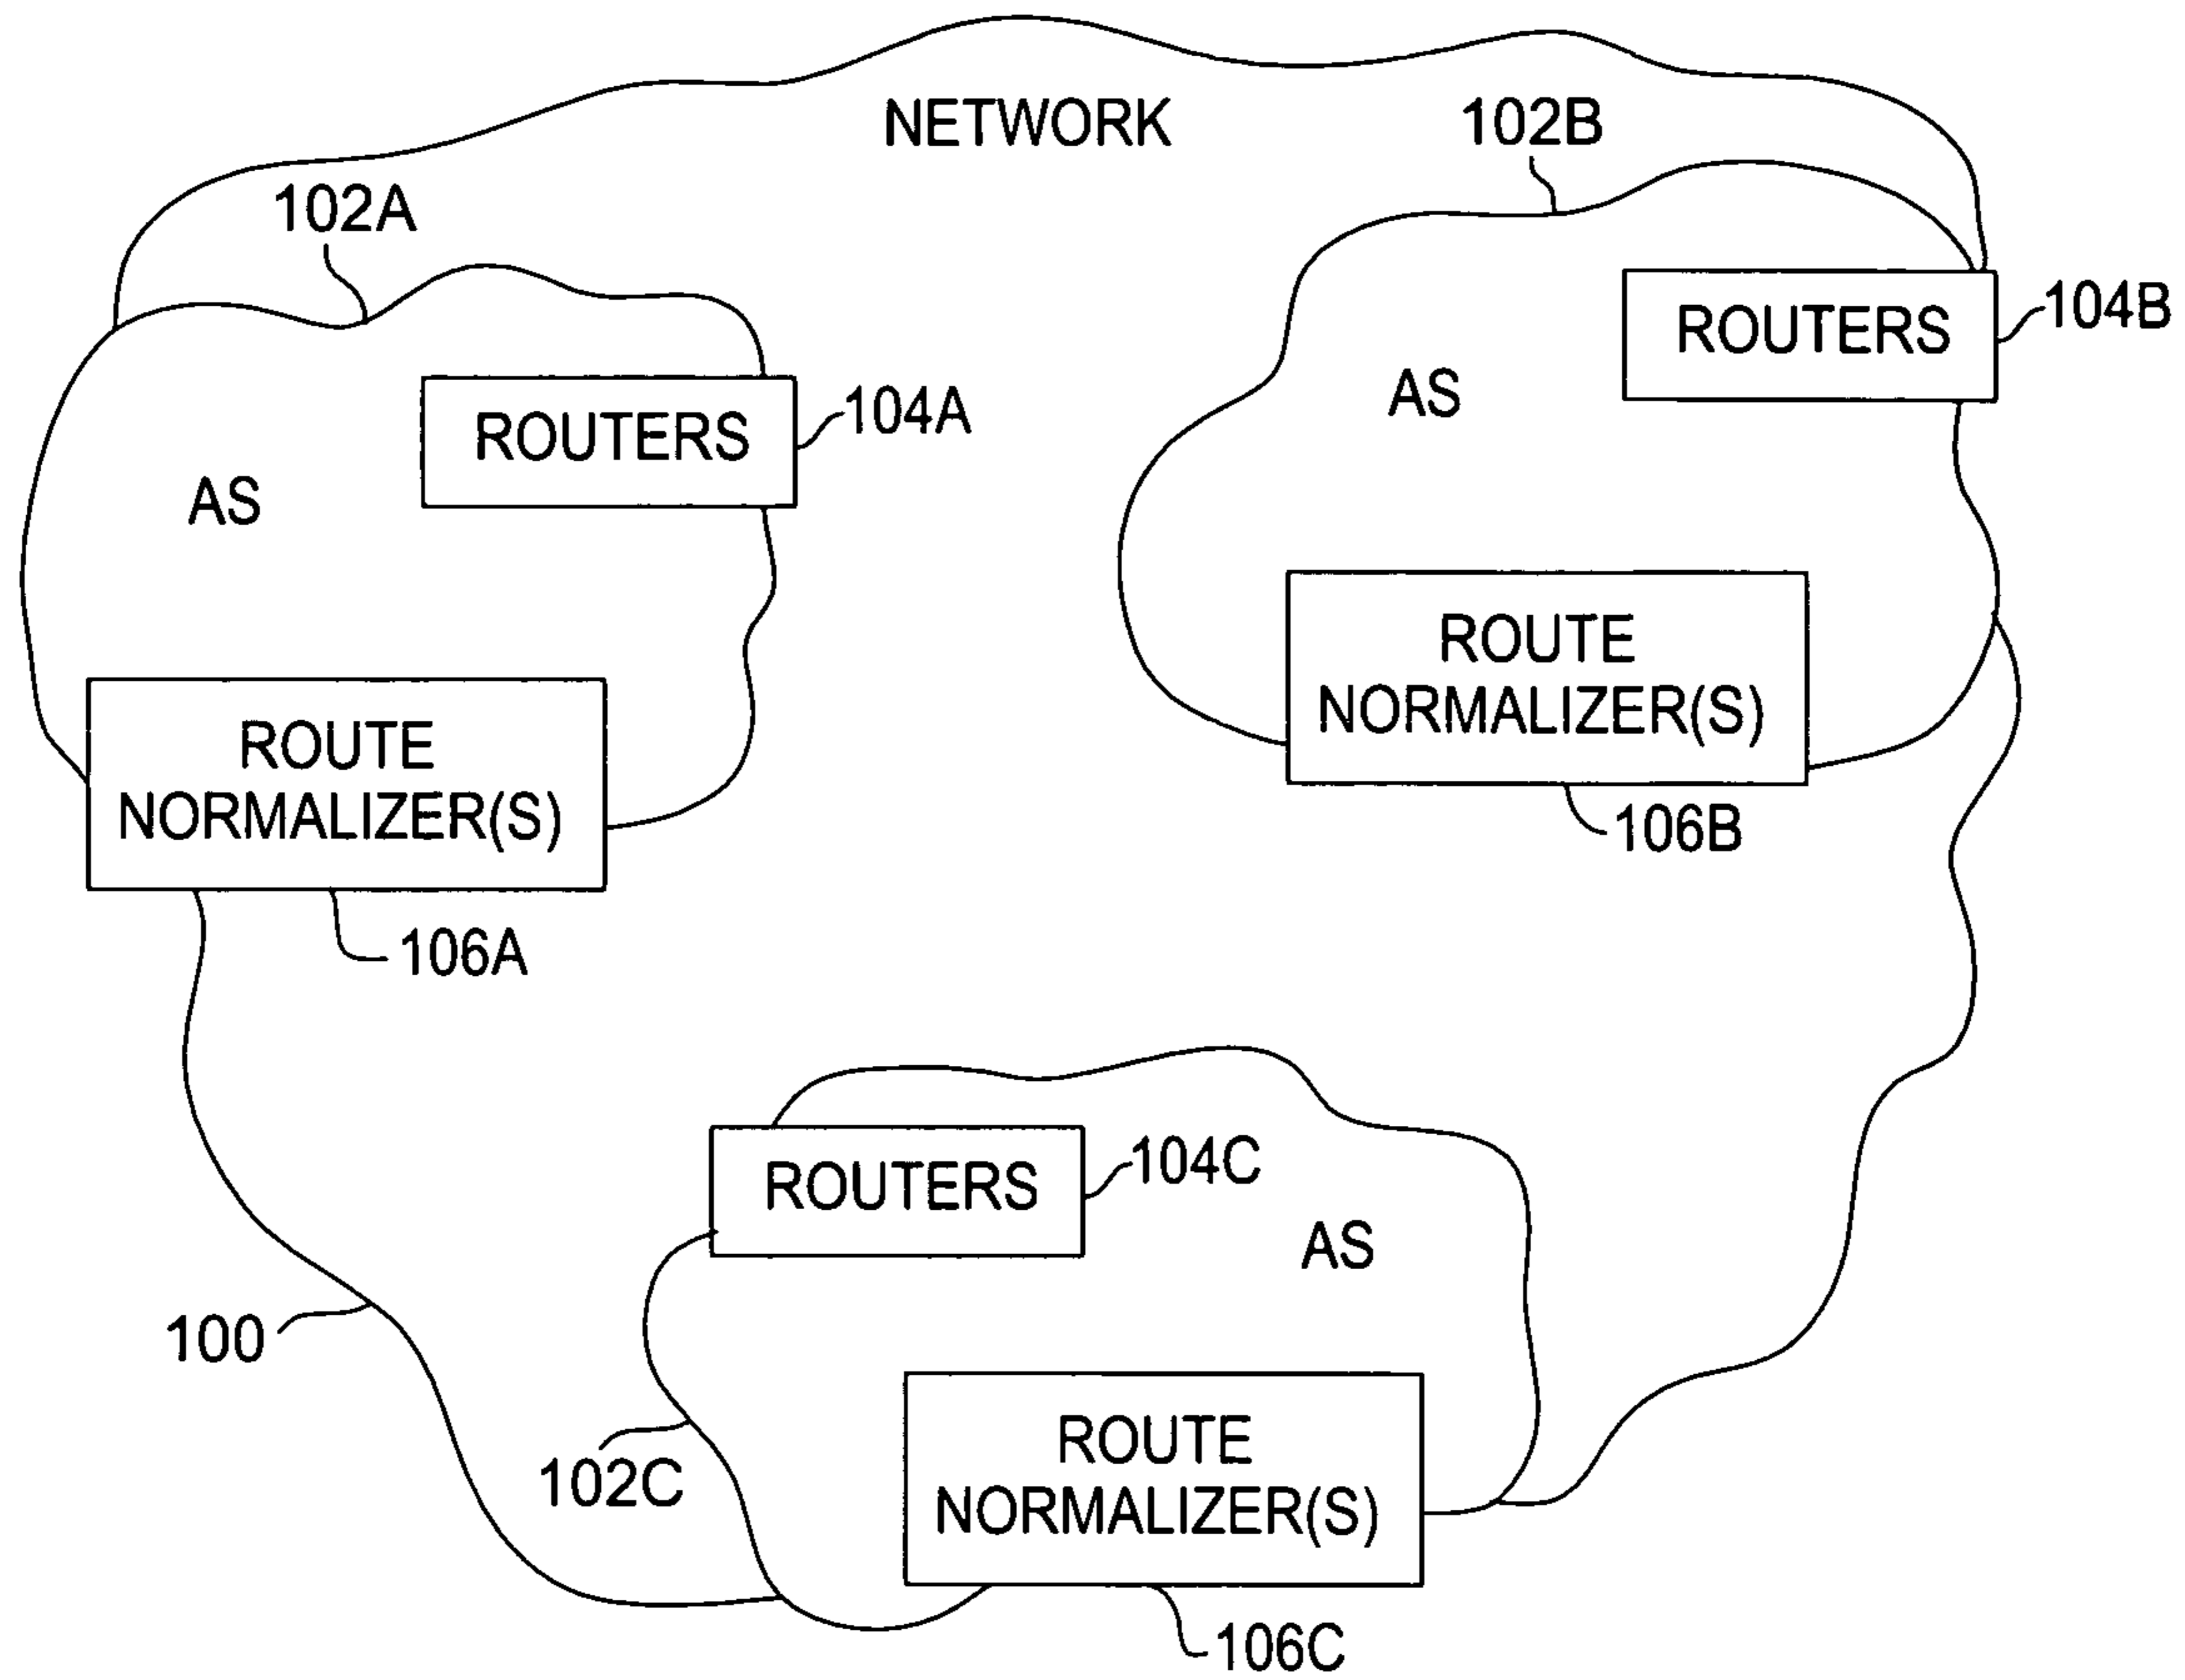 NETWORK
102B
102A
104B
ROUTERS
AS
104A
ROUTERS
AS
ROUTE
NORMALIZER(S)
106B
ROUTE
NORMALIZER(S)
106A
104C
ROUTERS
AS
100
102C
ROUTE
NORMALIZER(S)
106C